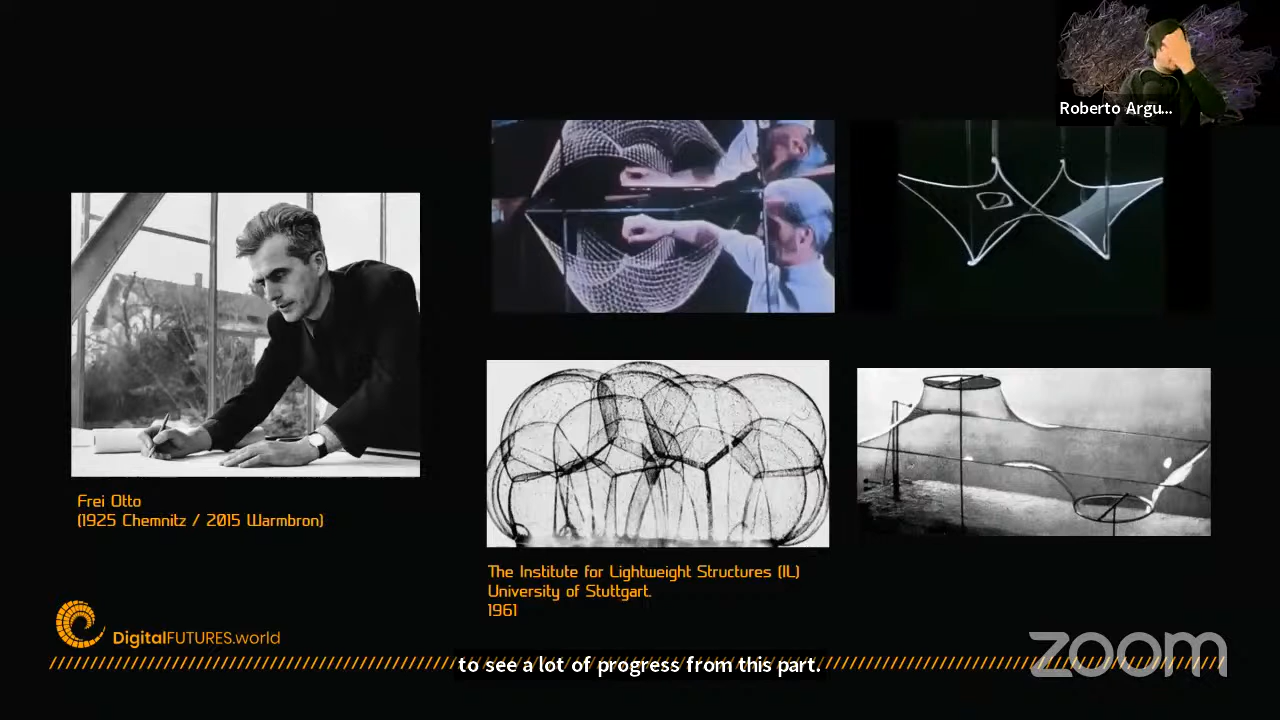 Roberto Argu...
Frei Otto
(1925 Chemnitz / 2015 Warmbron)
The Institute for Lightweight Structures (IL)
University of Stuttgart.
1961
DigitalFUTURES.world
to see a lot of progress from this part.
zoom